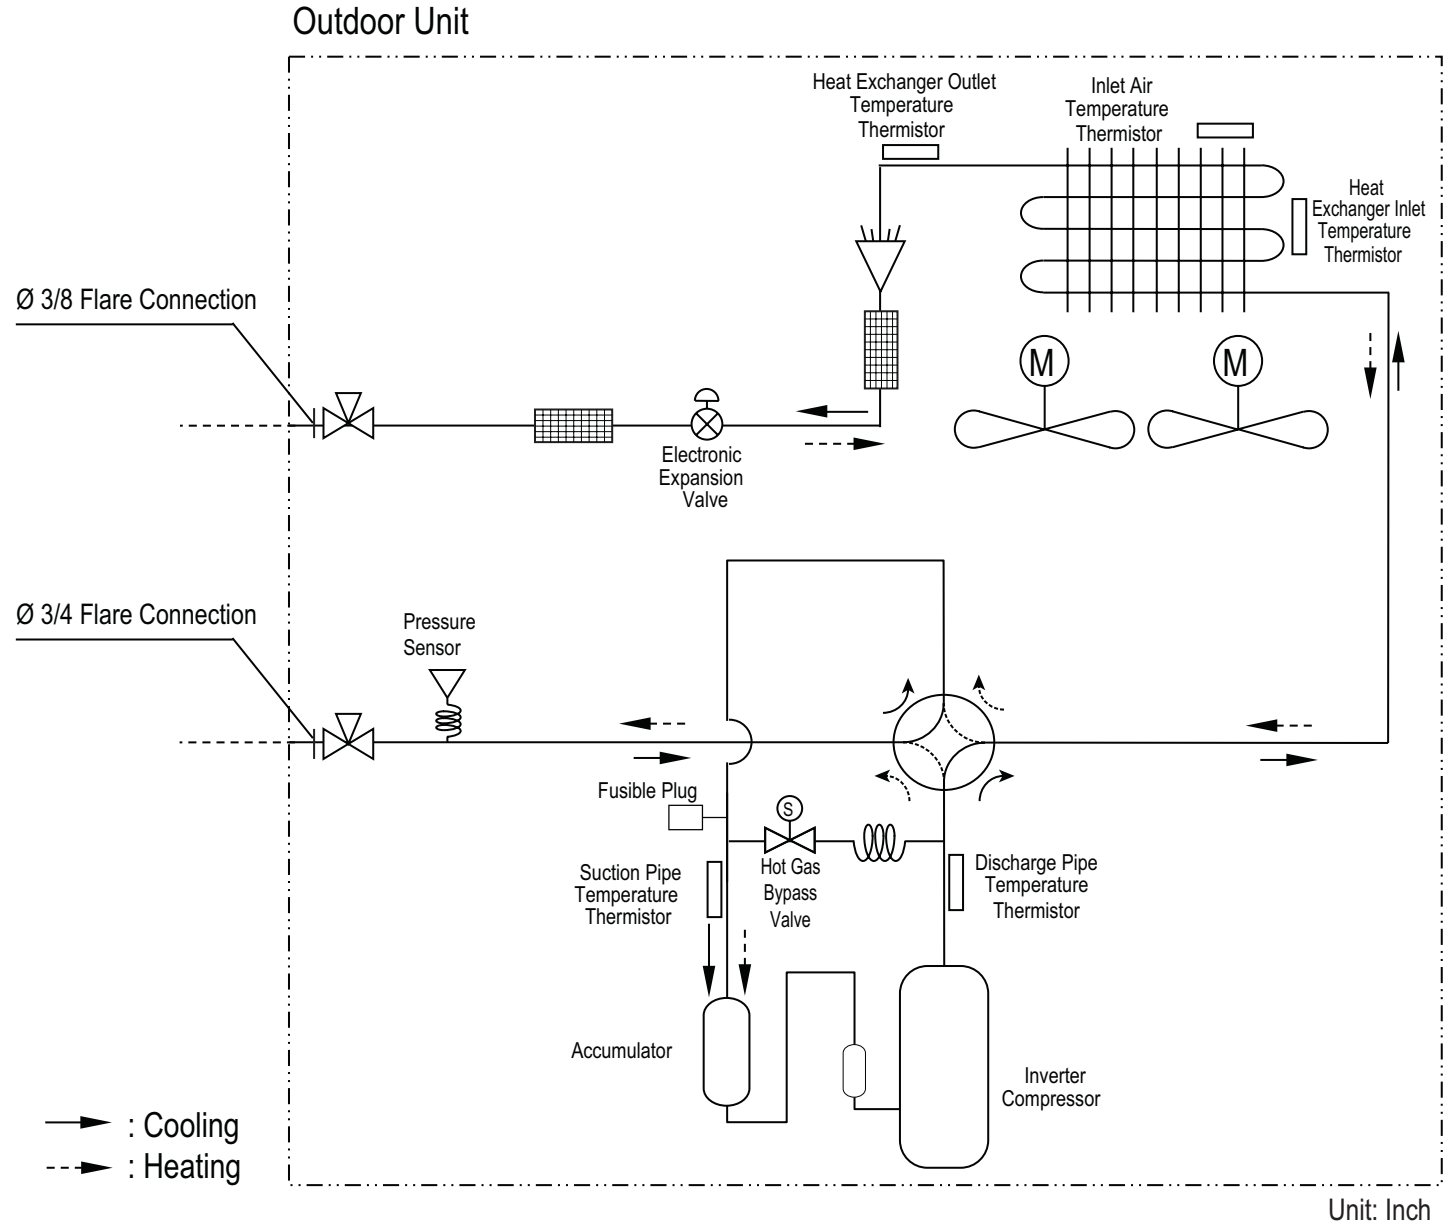 Outdoor Unit
Heat Exchanger Outlet
Temperature
Thermistor
Inlet Air
Temperature
Thermistor
Heat
Exchanger Inlet
Temperature
Thermistor
Ø 3/8 Flare Connection
M
M
Electronic
Expansion
Valve
Ø 3/4 Flare Connection
Pressure
Sensor
Fusible Plug
S
Hot Gas
Bypass
Valve
Suction Pipe
Temperature
Thermistor
Discharge Pipe
Temperature
Thermistor
Accumulator
Inverter
Compressor
: Cooling
: Heating
Unit: Inch